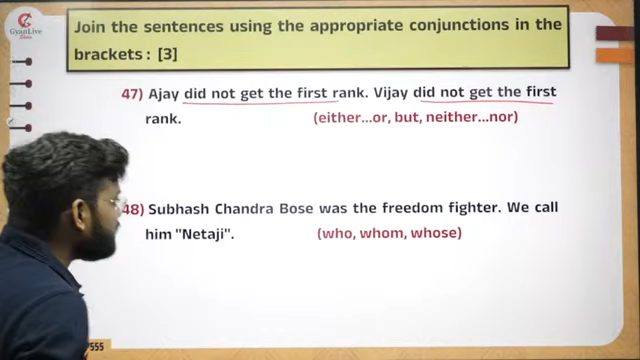 GyanLive
Join the sentences using the appropriate conjunctions in the
brackets : [3]
47) Ajay did not get the first rank. Vijay did not get the first
rank. (either...or, but, neither...nor)
48) Subhash Chandra Bose was the freedom fighter. We call
him "Netaji". (who, whom, whose)
7555